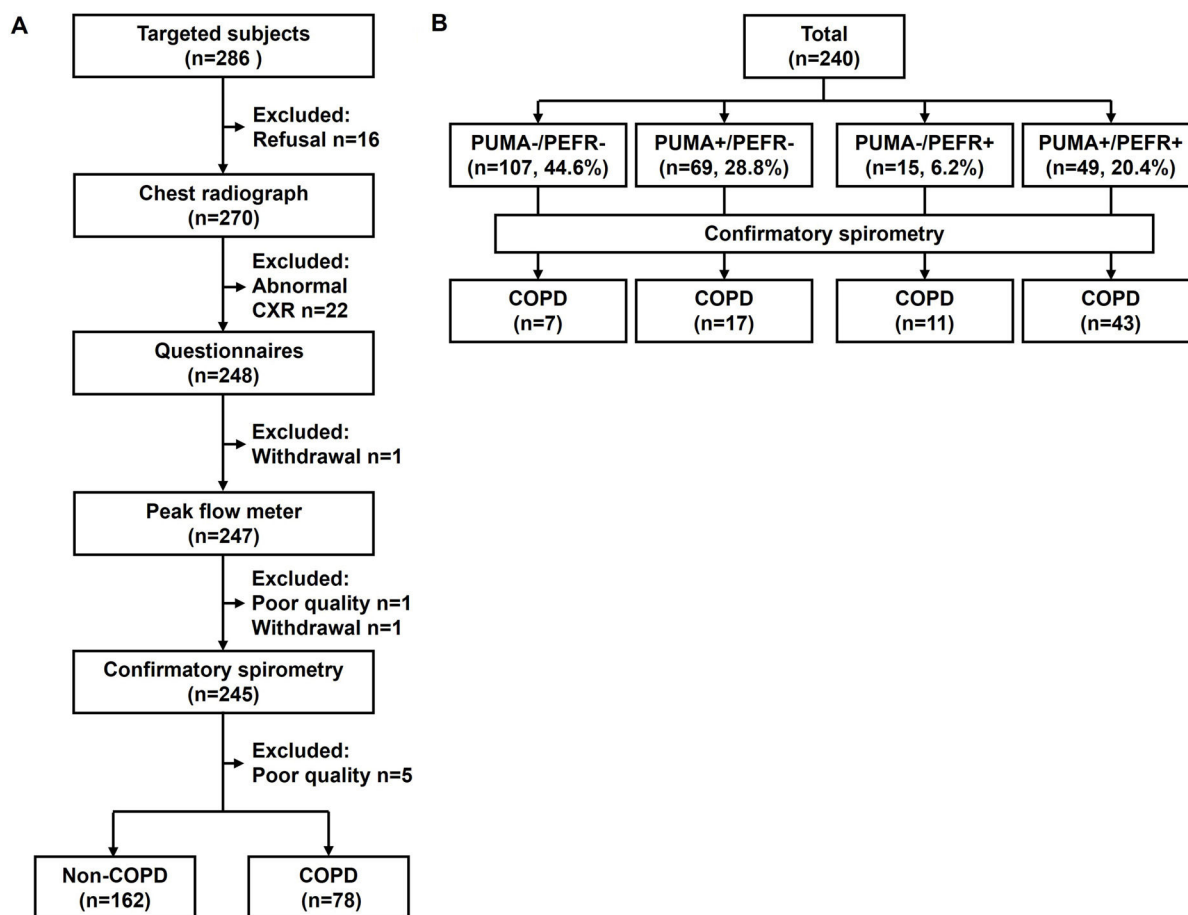 A
Targeted subjects
(n=286 )
Excluded:
Refusal n=16
Chest radiograph
(n=270)
Excluded:
Abnormal
CXR n=22
Questionnaires
(n=248)
Excluded:
Withdrawal n=1
Peak flow meter
(n=247)
Excluded:
Poor quality n=1
Withdrawal n=1
Confirmatory spirometry
(n=245)
Excluded:
Poor quality n=5
Non-COPD
(n=162)
COPD
(n=78)
B
Total
(n=240)
PUMA-/PEFR-
(n=107, 44.6%)
PUMA+/PEFR-
(n=69, 28.8%)
PUMA-/PEFR+
(n=15, 6.2%)
PUMA+/PEFR+
(n=49, 20.4%)
Confirmatory spirometry
COPD
(n=7)
COPD
(n=17)
COPD
(n=11)
COPD
(n=43)